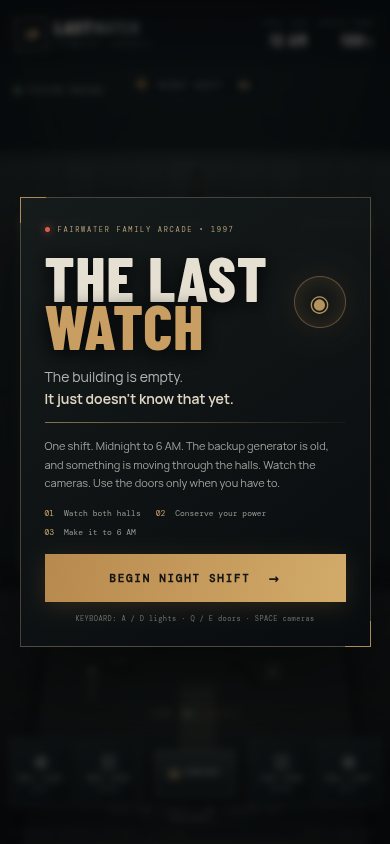 FAIRWATER FAMILY ARCADE • 1997
THE LAST
WATCH
The building is empty.
It just doesn't know that yet.
One shift. Midnight to 6 AM. The backup generator is old,
and something is moving through the halls. Watch the
cameras. Use the doors only when you have to.
01 Watch both halls 02 Conserve your power
03 Make it to 6 AM
BEGIN NIGHT SHIFT →
KEYBOARD: A / D lights · Q / E doors · SPACE cameras